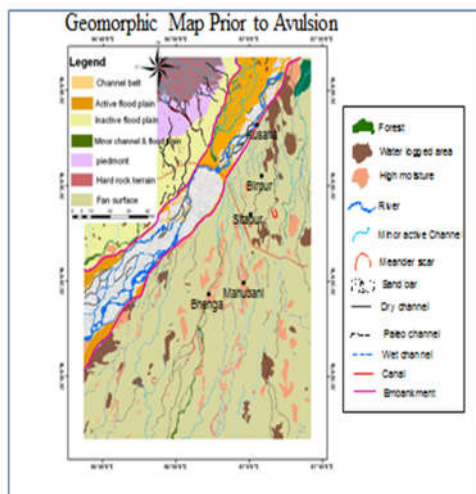 Geomorphic Map Prior to Avulsion
Legend
Channel belt
Active flood plain
Inactive flood plain
Minor channel & flood plain
piedmont
Hard rock terrain
Fan surface
Kusaha
Birpur
Sitapur
Mahubani
Bhenga
Forest
Water logged area
High moisture
River
Minor active Channel
Meander scar
Sand bar
Dry channel
Paleo channel
Wet channel
Canal
Embankment